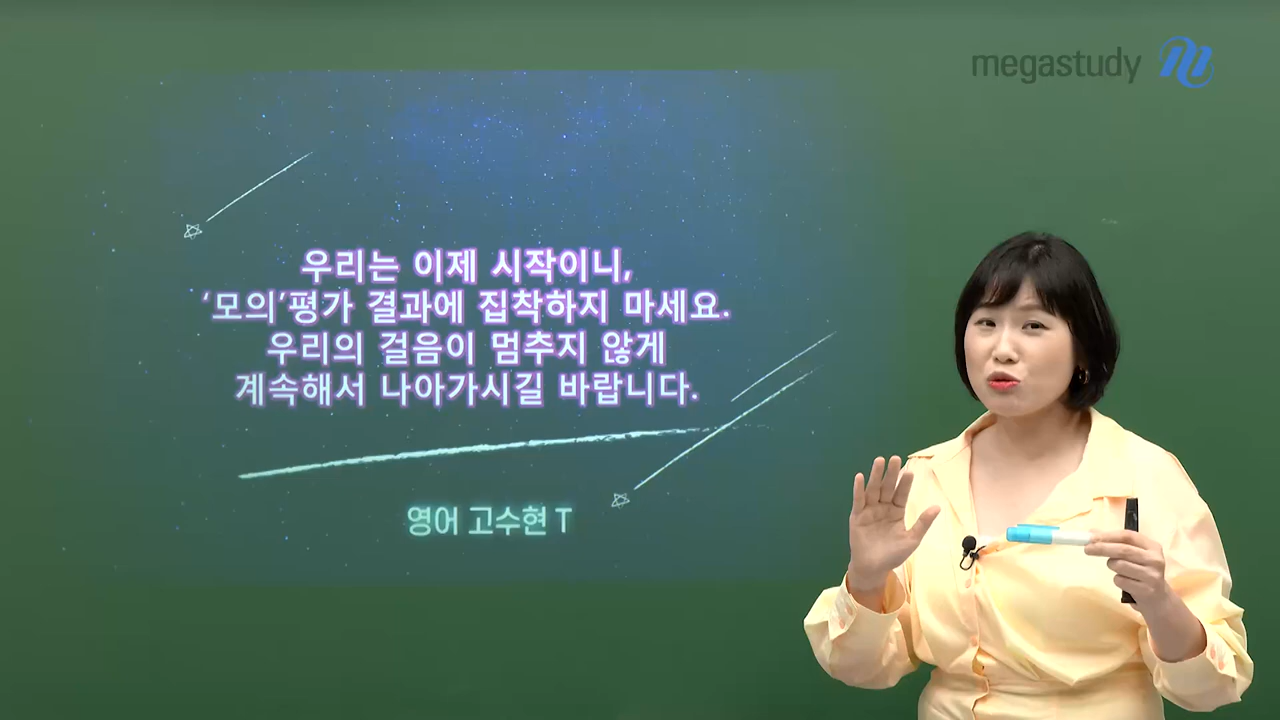 megastudy
우리는 이제 시작이니,
‘모의’평가 결과에 집착하지 마세요.
우리의 걸음이 멈추지 않게
계속해서 나아가시길 바랍니다.
영어 고수현 T